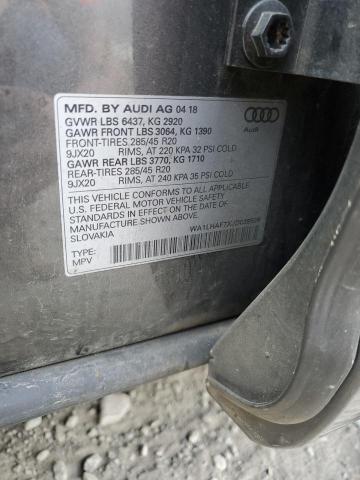 MFD. BY AUDI AG 04 18
GVWR LBS 6437, KG 2920
GAWR FRONT LBS 3064, KG 1390
FRONT-TIRES 285/45 R20
9JX20 RIMS, AT 220 KPA 32 PSI COLD
GAWR REAR LBS 3770, KG 1710
REAR-TIRES 285/45 R20
9JX20 RIMS, AT 240 KPA 35 PSI COLD
THIS VEHICLE CONFORMS TO ALL
U.S. FEDERAL MOTOR VEHICLE SAFETY
STANDARDS IN EFFECT ON THE DATE OF
MANUFACTURE SHOWN ABOVE.
SLOVAKIA
TYPE:
MPV
Audi